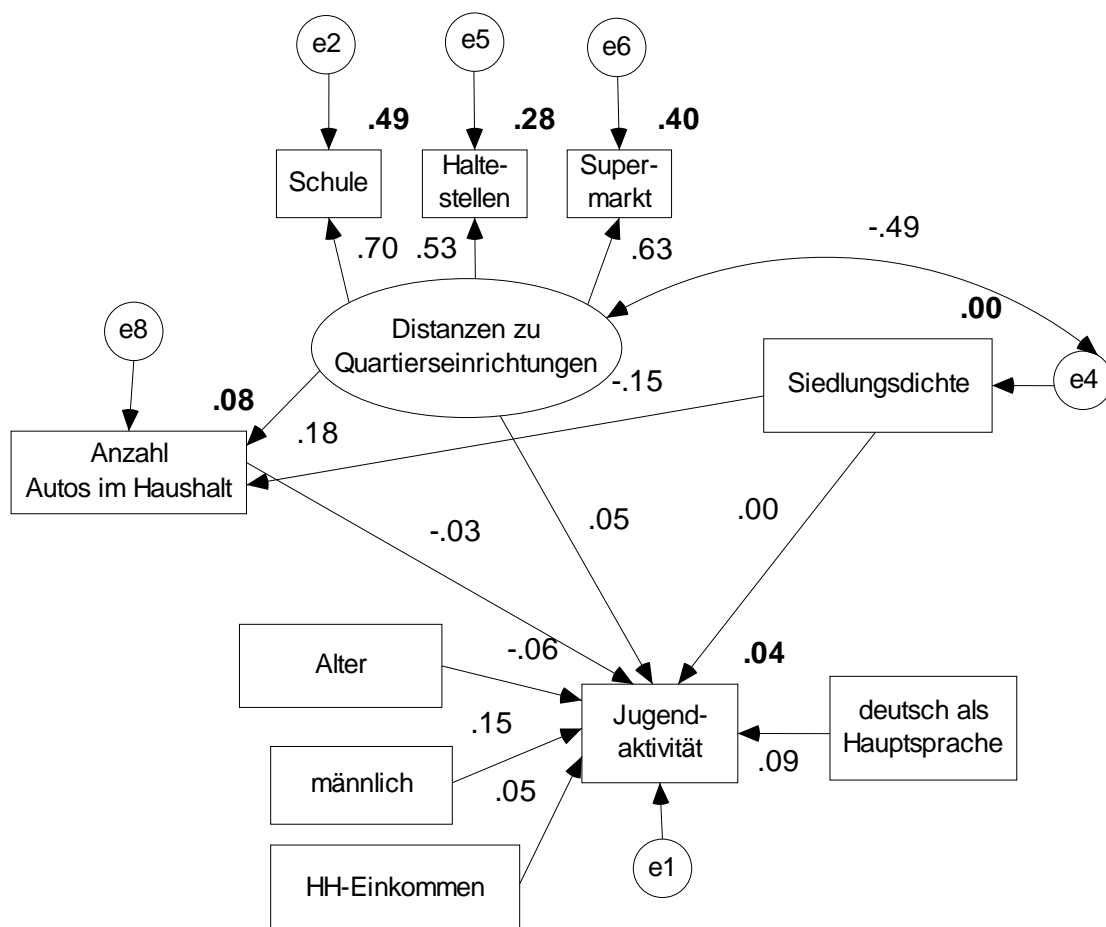 e2
e5
e6
.49
.28
.40
Schule
Halte-
stellen
Super-
markt
.70
.53
.63
-.49
.00
e8
Distanzen zu
Quartierseinrichtungen
Siedlungsdichte
e4
-.15
.08
.18
Anzahl
Autos im Haushalt
-.03
.05
.00
Alter
-.06
.04
Jugend-
aktivität
deutsch als
Hauptsprache
.15
männlich
.05
.09
HH-Einkommen
e1